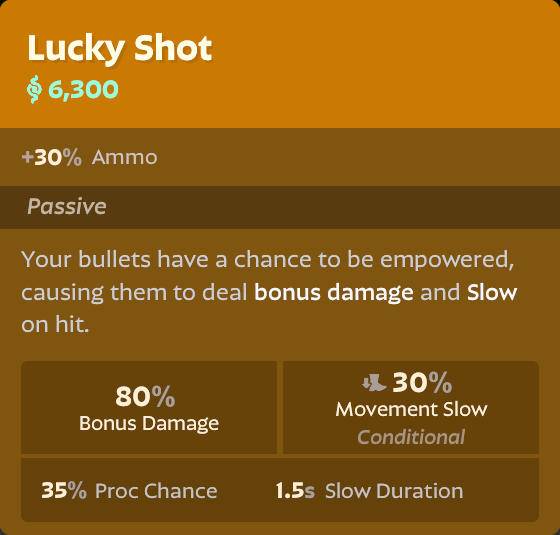 Lucky Shot
6,300
+30% Ammo
Passive
Your bullets have a chance to be empowered,
causing them to deal bonus damage and Slow
on hit.
80%
Bonus Damage
30%
Movement Slow
Conditional
35% Proc Chance
1.5s Slow Duration